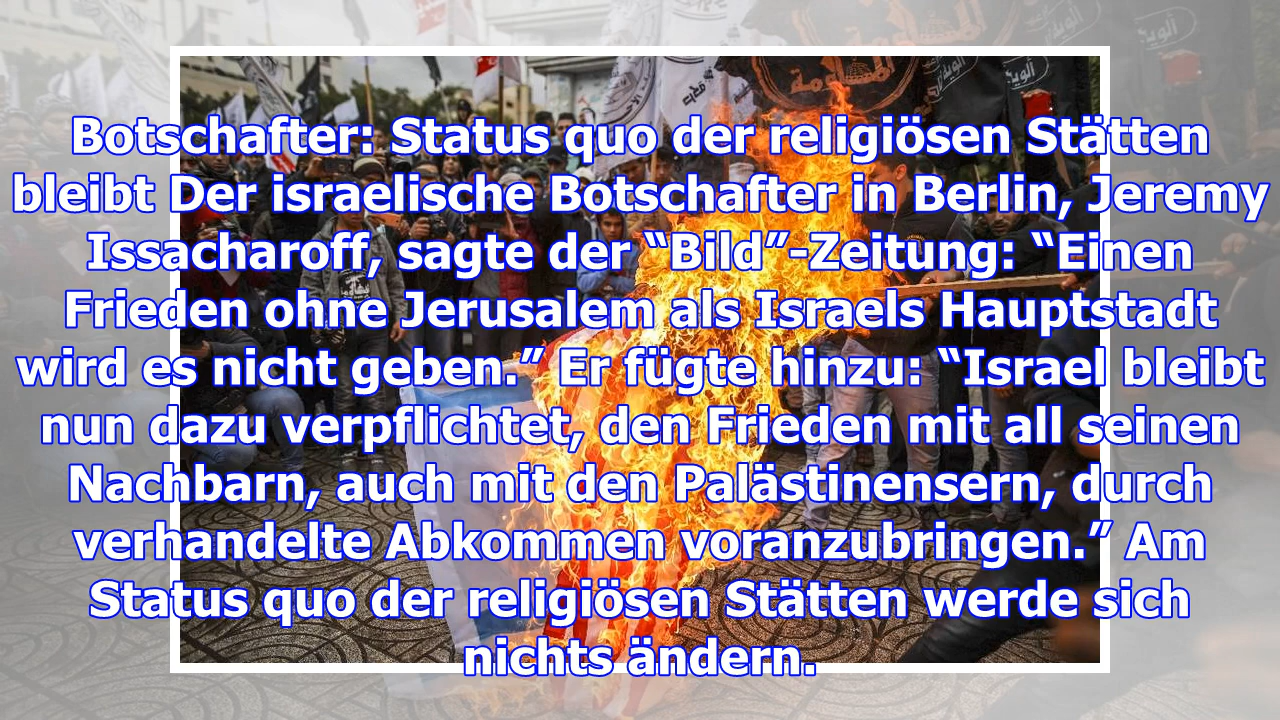 Botschafter: Status quo der religiösen Stätten
bleibt Der israelische Botschafter in Berlin, Jeremy
Issacharoff, sagte der “Bild”-Zeitung: “Einen
Frieden ohne Jerusalem als Israels Hauptstadt
wird es nicht geben.” Er fügte hinzu: “Israel bleibt
nun dazu verpflichtet, den Frieden mit all seinen
Nachbarn, auch mit den Palästinensern, durch
verhandelte Abkommen voranzubringen.” Am
Status quo der religiösen Stätten werde sich
nichts ändern.